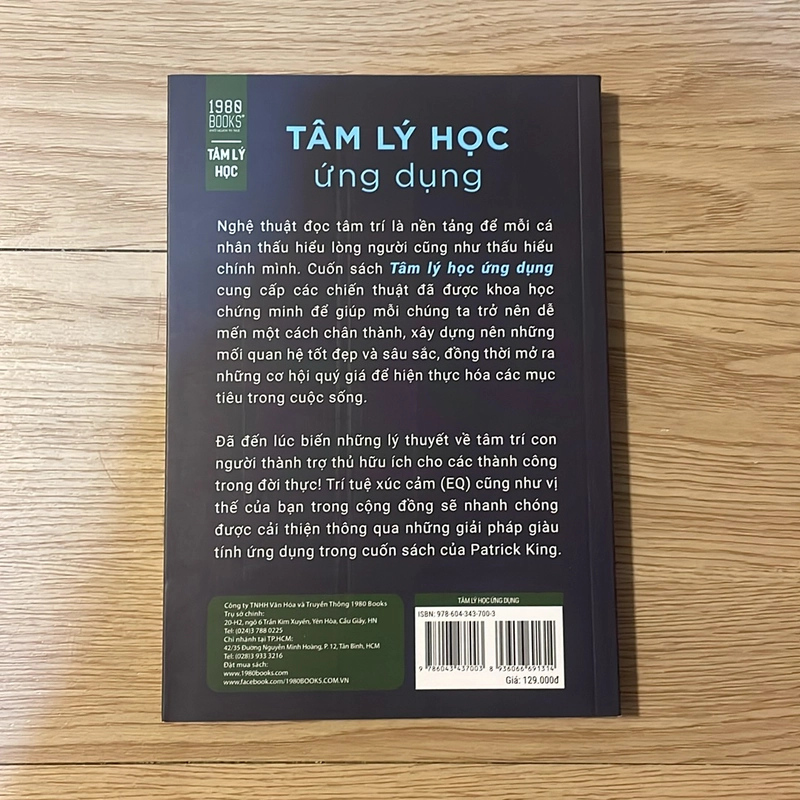 1980
BOOKS
TÂM LÝ
HỌC
TÂM LÝ HỌC
ứng dụng
Nghệ thuật đọc tâm trí là nền tảng để mỗi cá
nhân thấu hiểu lòng người cũng như thấu hiểu
chính mình. Cuốn sách Tâm lý học ứng dụng
cung cấp các chiến thuật đã được khoa học
chứng minh để giúp mỗi chúng ta trở nên dễ
mến một cách chân thành, xây dựng nên những
mối quan hệ tốt đẹp và sâu sắc, đồng thời mở ra
những cơ hội quý giá để hiện thực hóa các mục
tiêu trong cuộc sống.
Đã đến lúc biến những lý thuyết về tâm trí con
người thành trợ thủ hữu ích cho các thành công
trong đời thực! Trí tuệ xúc cảm (EQ) cũng như vị
thế của bạn trong cộng đồng sẽ nhanh chóng
được cải thiện thông qua những giải pháp giàu
tính ứng dụng trong cuốn sách của Patrick King.
Công ty TNHH Văn Hóa và Truyền Thông 1980 Books
Trụ sở chính:
20-H2, ngõ 6 Trần Kim Xuyến, Yên Hòa, Cầu Giấy, HN
Tel: (024)3 788 0225
Chi nhánh tại TP.HCM:
42/35 Đường Nguyễn Minh Hoàng, P. 12, Tân Bình, HCM
Tel: (028)3 933 3216
Đặt mua sách:
www.1980books.com
www.facebook.com/1980BOOKS.COM.VN
TÂM LÝ HỌC ỨNG DỤNG
ISBN: 978-604-343-700-3
9 786043 437003
8 936066 691314
Giá: 129.000đ